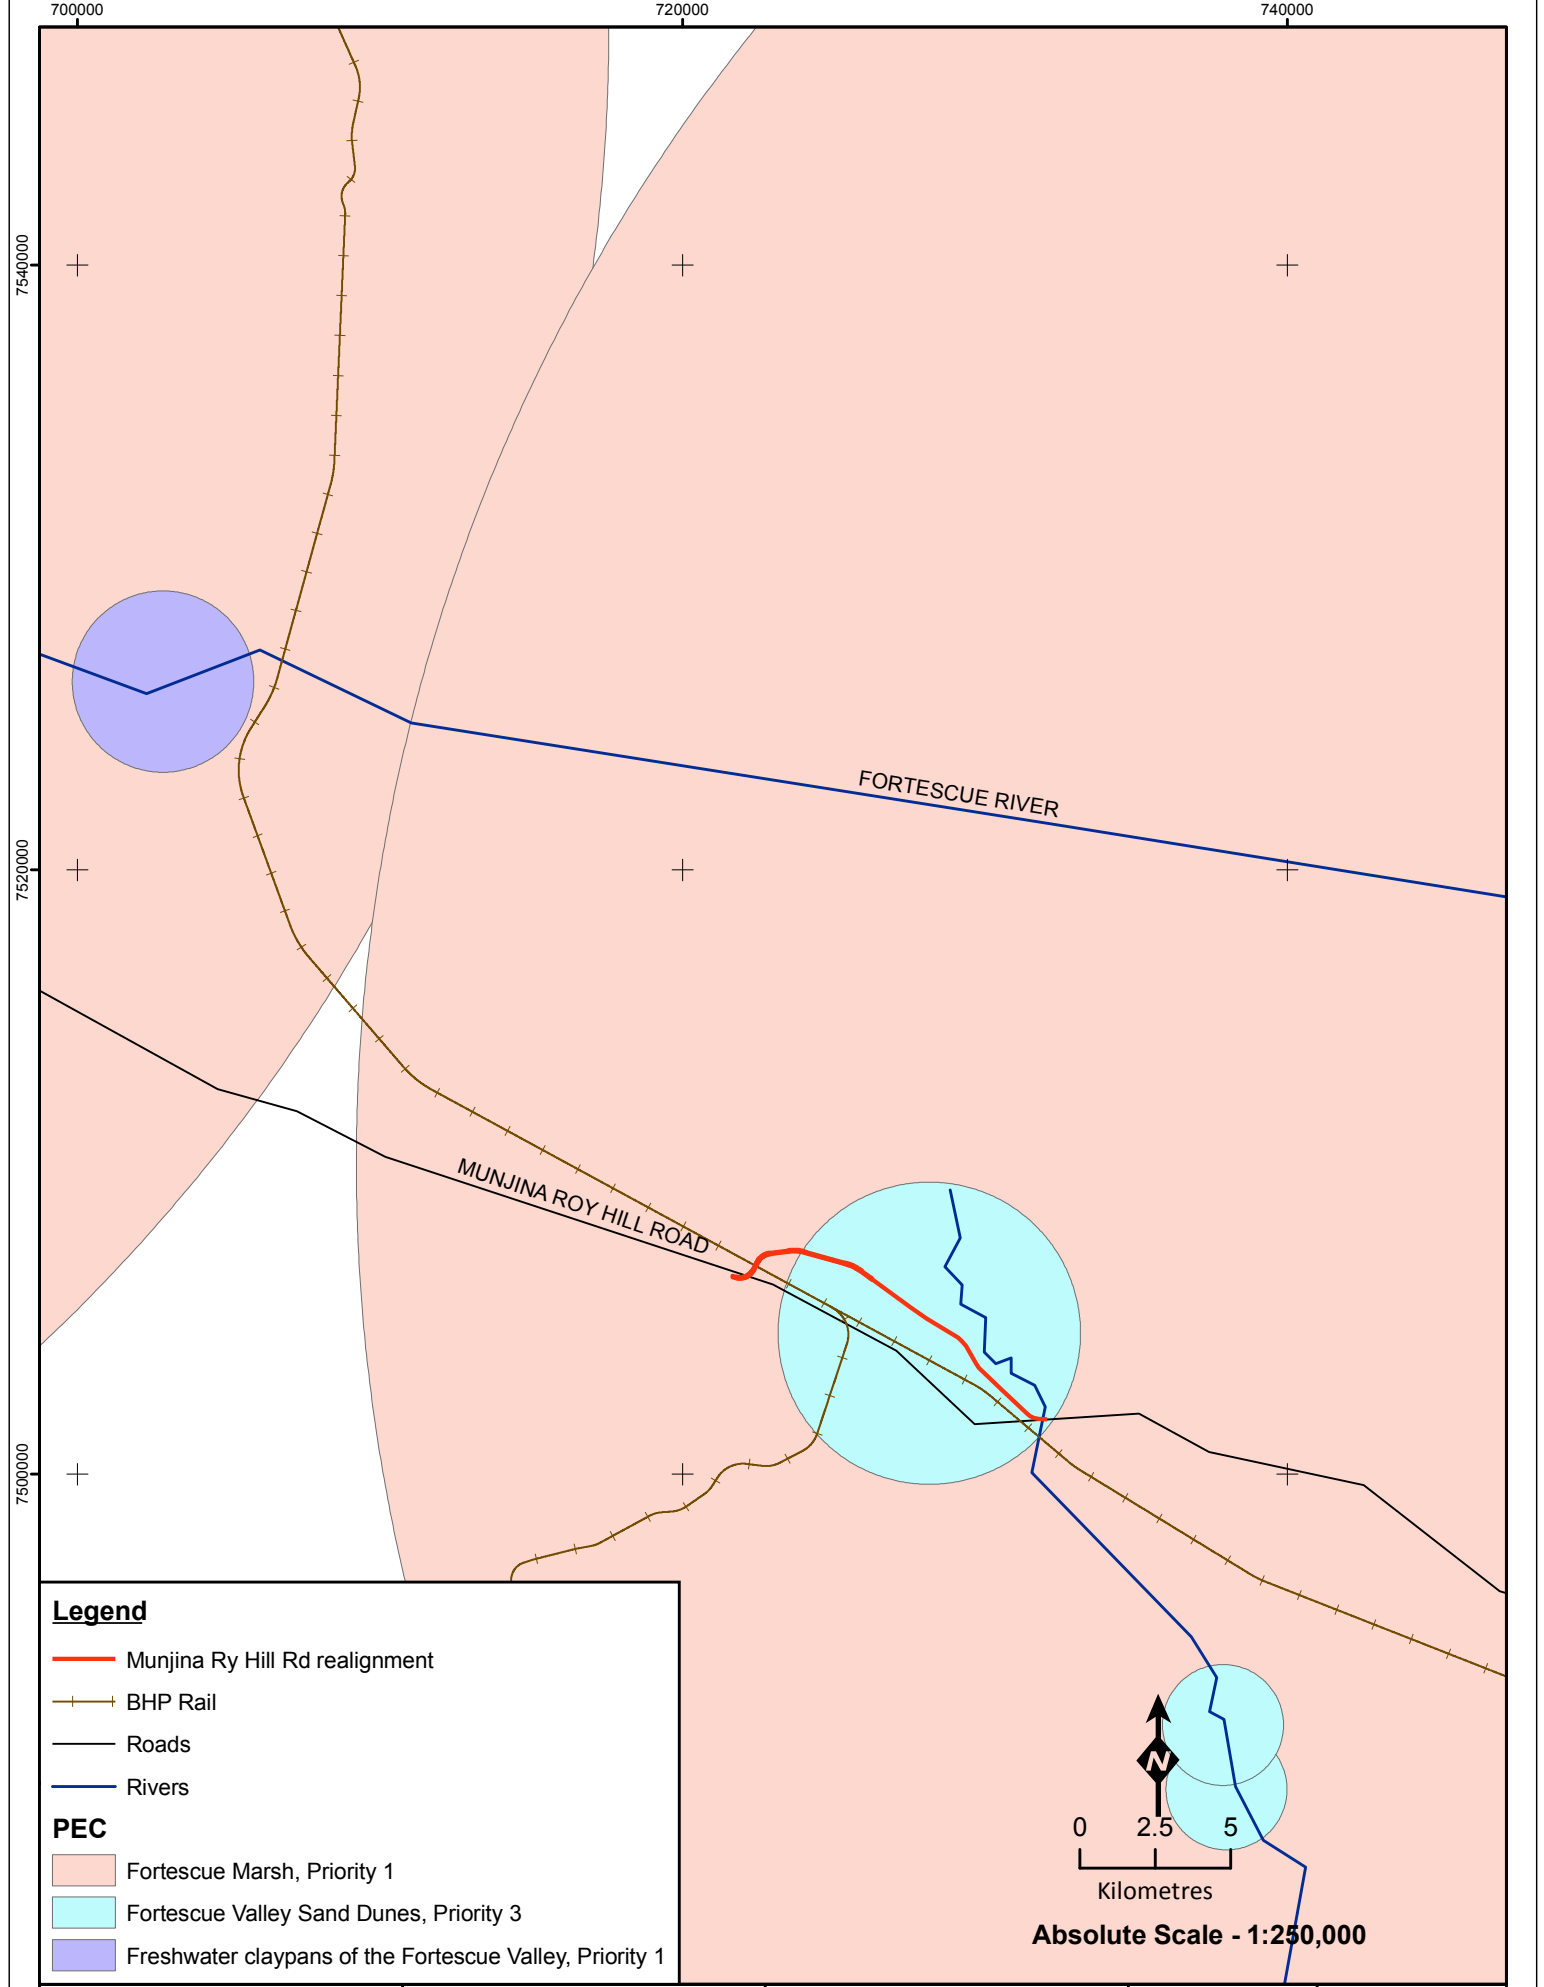 700000 720000 740000
7540000
7520000
7500000
FORTESCUE RIVER
MUNJINA ROY HILL ROAD
Legend
Munjina Ry Hill Rd realignment
BHP Rail
Roads
Rivers
PEC
Fortescue Marsh, Priority 1
Fortescue Valley Sand Dunes, Priority 3
Freshwater claypans of the Fortescue Valley, Priority 1
N
0 2.5 5
Kilometres
Absolute Scale - 1:250,000